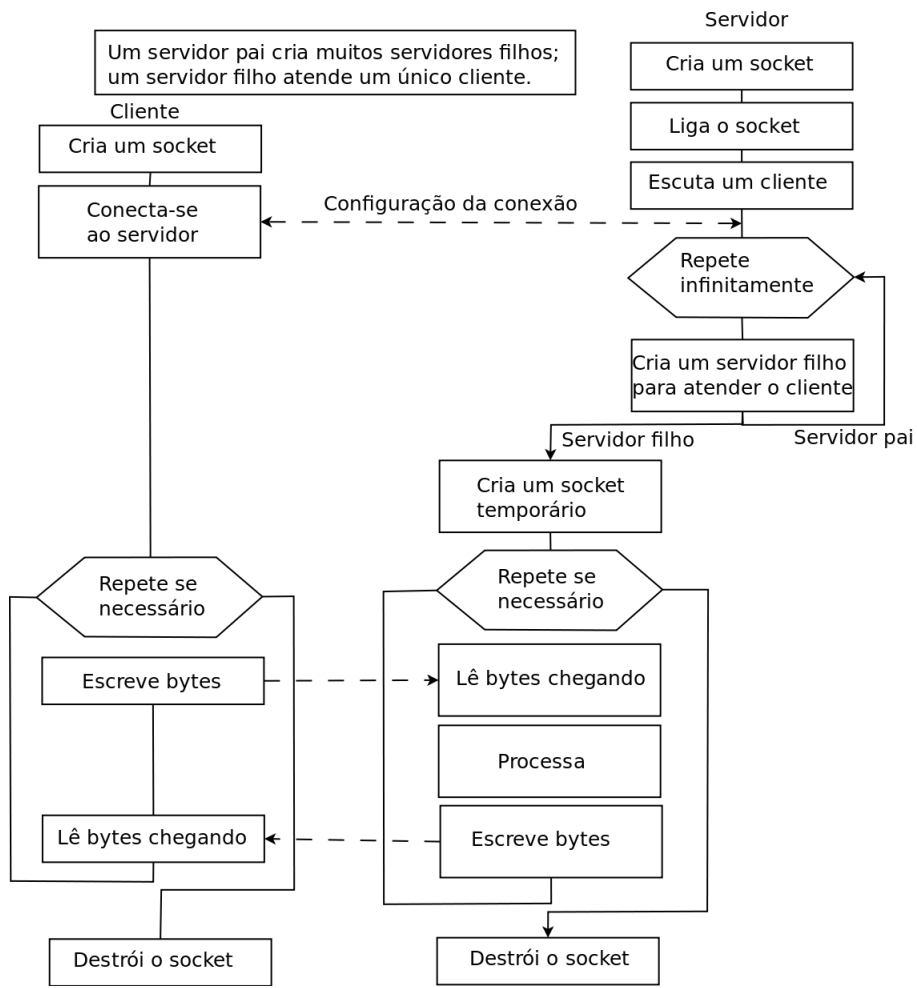 Servidor
Um servidor pai cria muitos servidores filhos;
um servidor filho atende um único cliente.
Cria um socket
Cliente
Liga o socket
Cria um socket
Escuta um cliente
Conecta-se
ao servidor
Configuração da conexão
Repete
infinitamente
Cria um servidor filho
para atender o cliente
Servidor filho
Servidor pai
Cria um socket
temporário
Repete se
necessário
Repete se
necessário
Escreve bytes
Lê bytes chegando
Processa
Lê bytes chegando
Escreve bytes
Destrói o socket
Destrói o socket